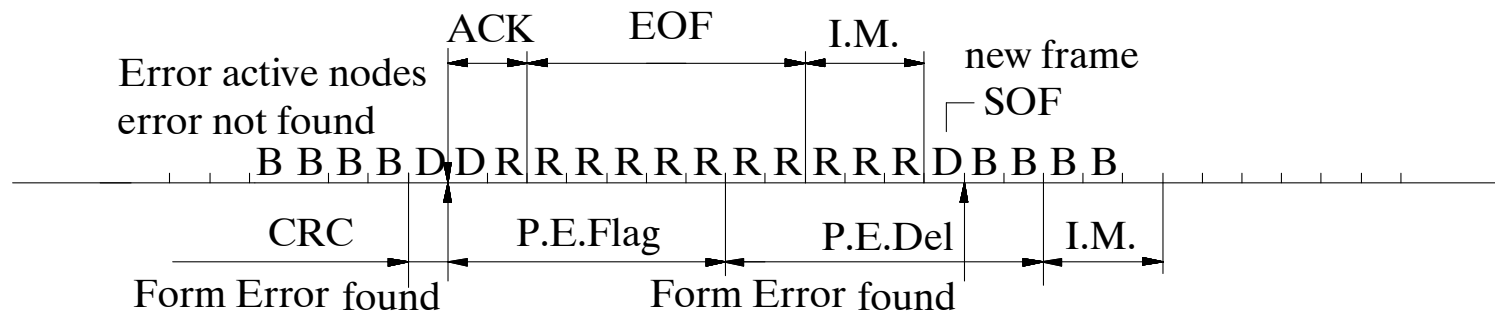 ACK EOF I.M.
new frame
SOF
Error active nodes
error not found
B B B B D D R R R R R R R R R R R D B B B B
CRC P.E.Flag P.E.Del I.M.
Form Error found Form Error found